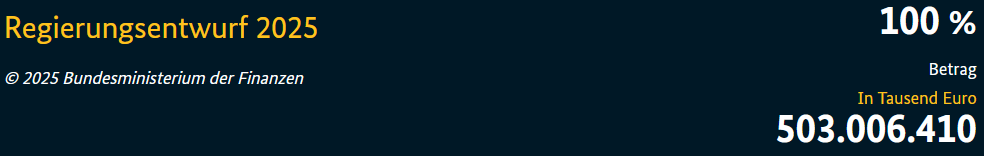 Regierungsentwurf 2025
© 2025 Bundesministerium der Finanzen
100 %
Betrag
In Tausend Euro
503.006.410